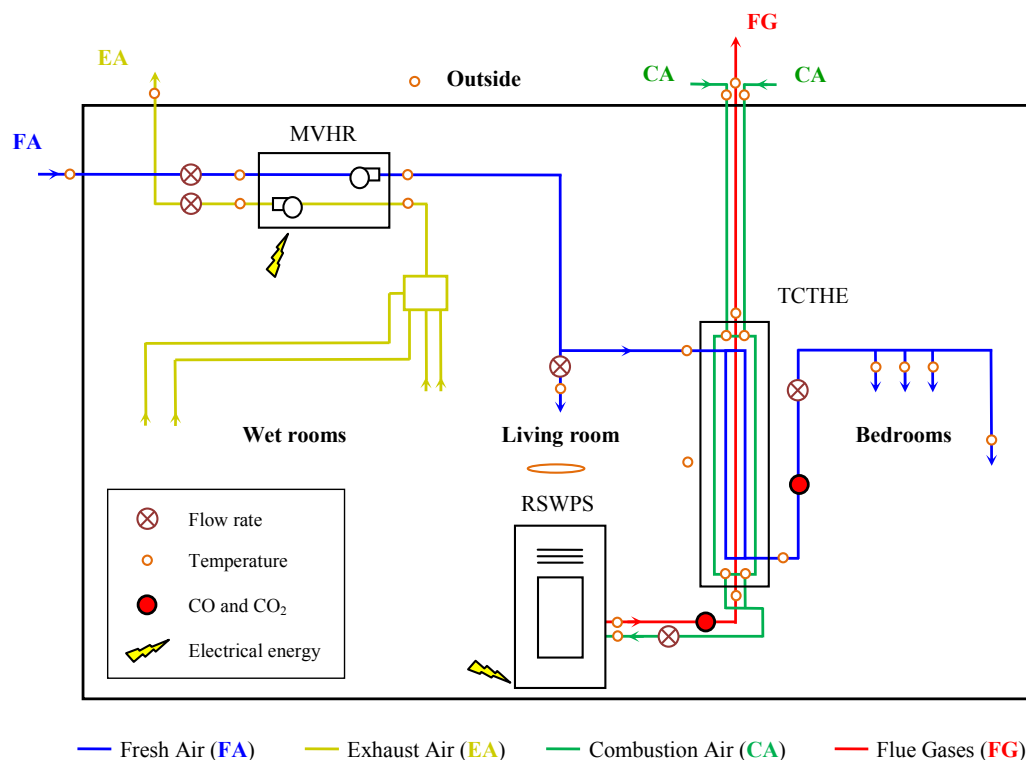 FG
EA
Outside
CA
CA
MVHR
FA
TCTHE
Wet rooms
Living room
Bedrooms
RSWPS
Flow rate
Temperature
CO and CO₂
Electrical energy
Fresh Air (FA)
Exhaust Air (EA)
Combustion Air (CA)
Flue Gases (FG)